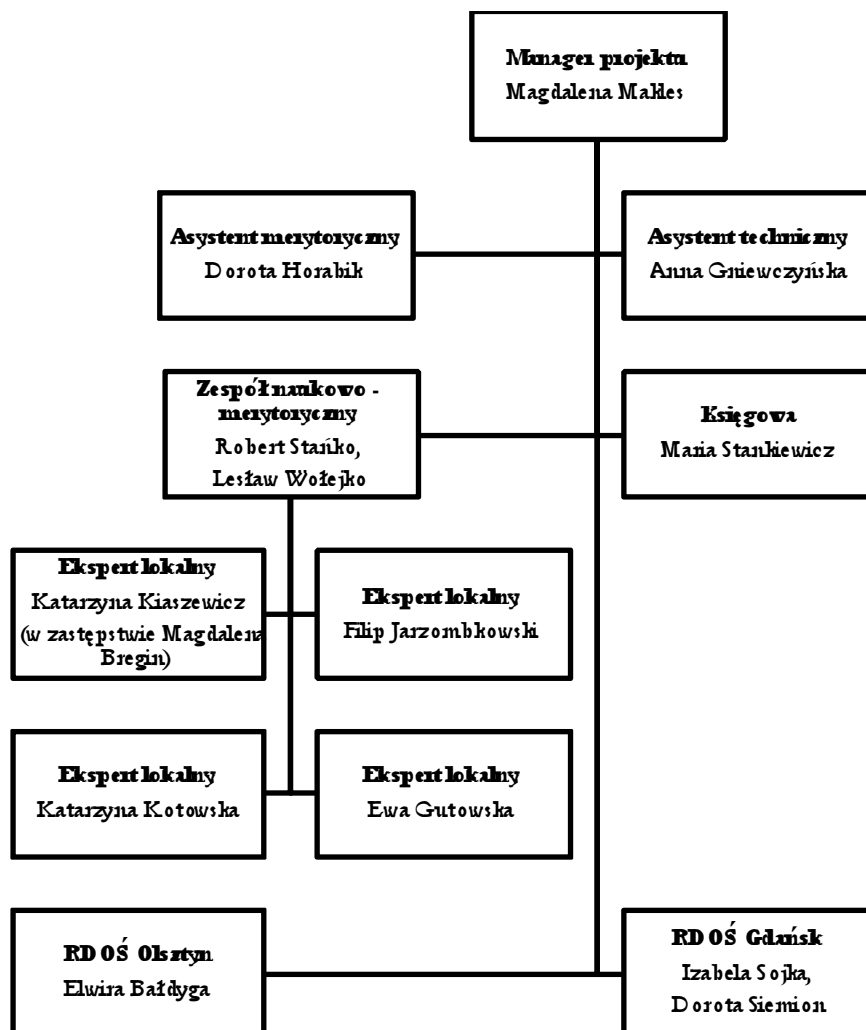 Manager projektu
Magdalena Makles
Asystent merytoryczny
Dorota Horabik
Asystent techniczny
Anna Gniewczyńska
Zespół naukowo -
merytoryczny
Robert Stańko,
Lesław Wołejko
Księgowa
Maria Stankiewicz
Ekspert lokalny
Katarzyna Kiaszewicz
(w zastępstwie Magdalena
Bregin)
Ekspert lokalny
Filip Jarzombkowski
Ekspert lokalny
Katarzyna Kotowska
Ekspert lokalny
Ewa Gutowska
RDOŚ Olsztyn
Elwira Bałdyga
RDOŚ Gdańsk
Izabela Sojka,
Dorota Siemion